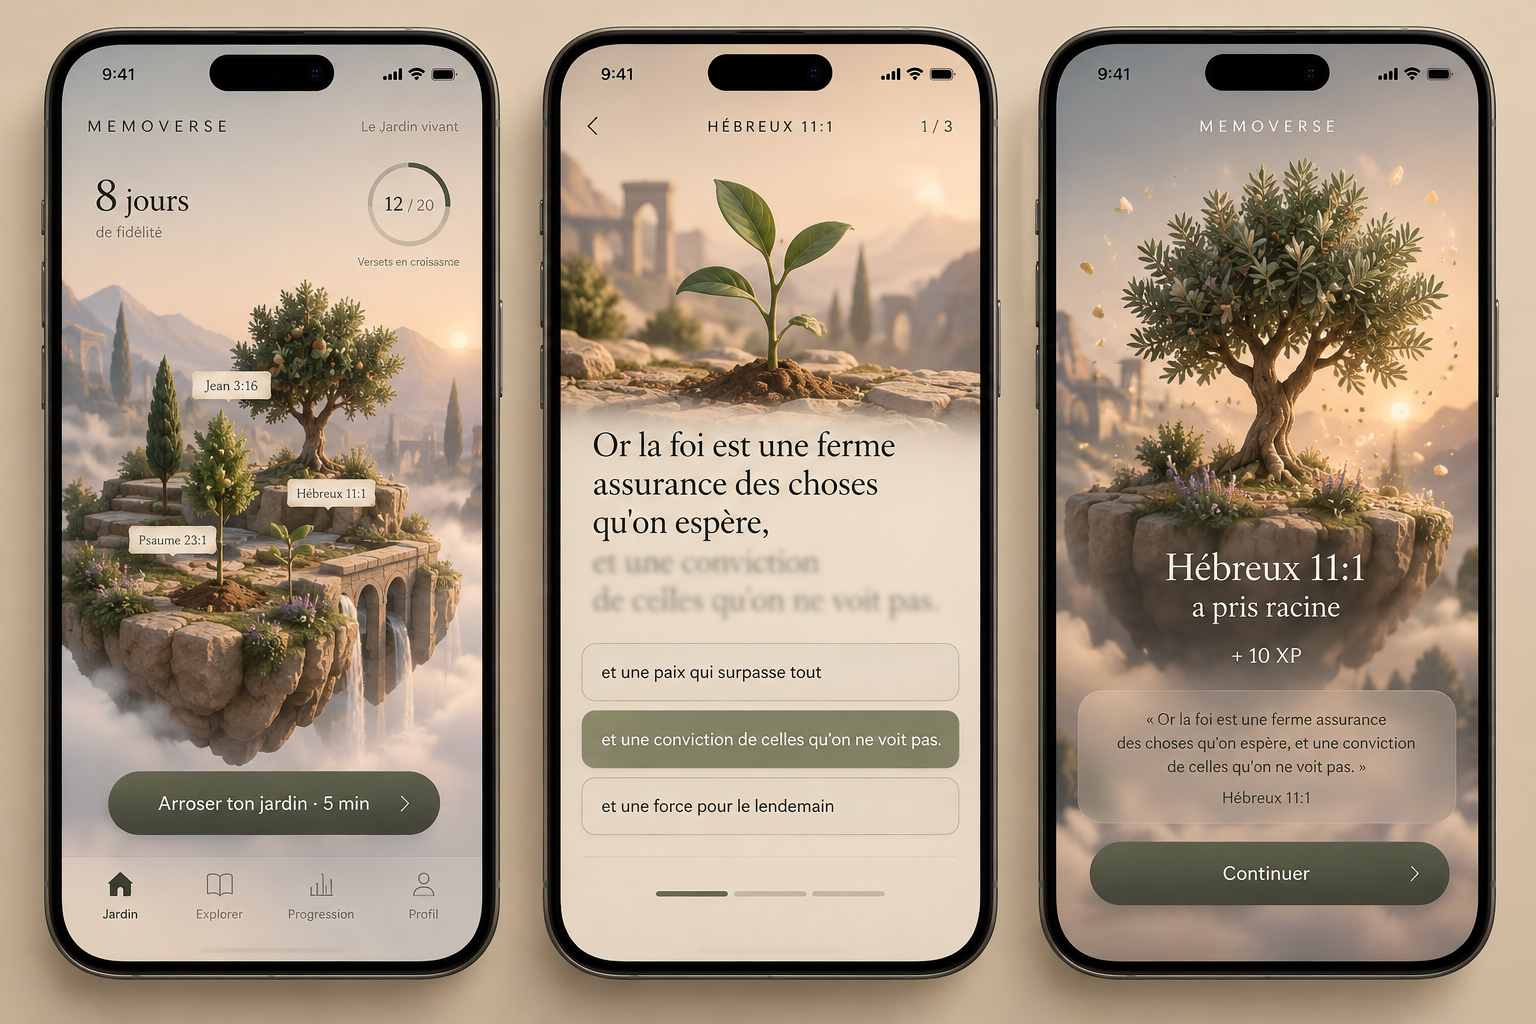 9:41
MEMOVERSE
Le Jardin vivant
8 jours
de fidélité
12 / 20
Versets en croisasme
Jean 3:16
Hébreux 11:1
Psaume 23:1
Arroser ton jardin · 5 min
Jardin
Explorer
Progression
Profil
9:41
HÉBREUX 11:1
1 / 3
Or la foi est une ferme
assurance des choses
qu'on espère,
et une conviction
de celles qu'on ne voit pas.
et une paix qui surpasse tout
et une conviction de celles qu'on ne voit pas.
et une force pour le lendemain
9:41
MEMOVERSE
Hébreux 11:1
a pris racine
+ 10 XP
« Or la foi est une ferme assurance
des choses qu'on espère, et une conviction
de celles qu'on ne voit pas. »
Hébreux 11:1
Continuer